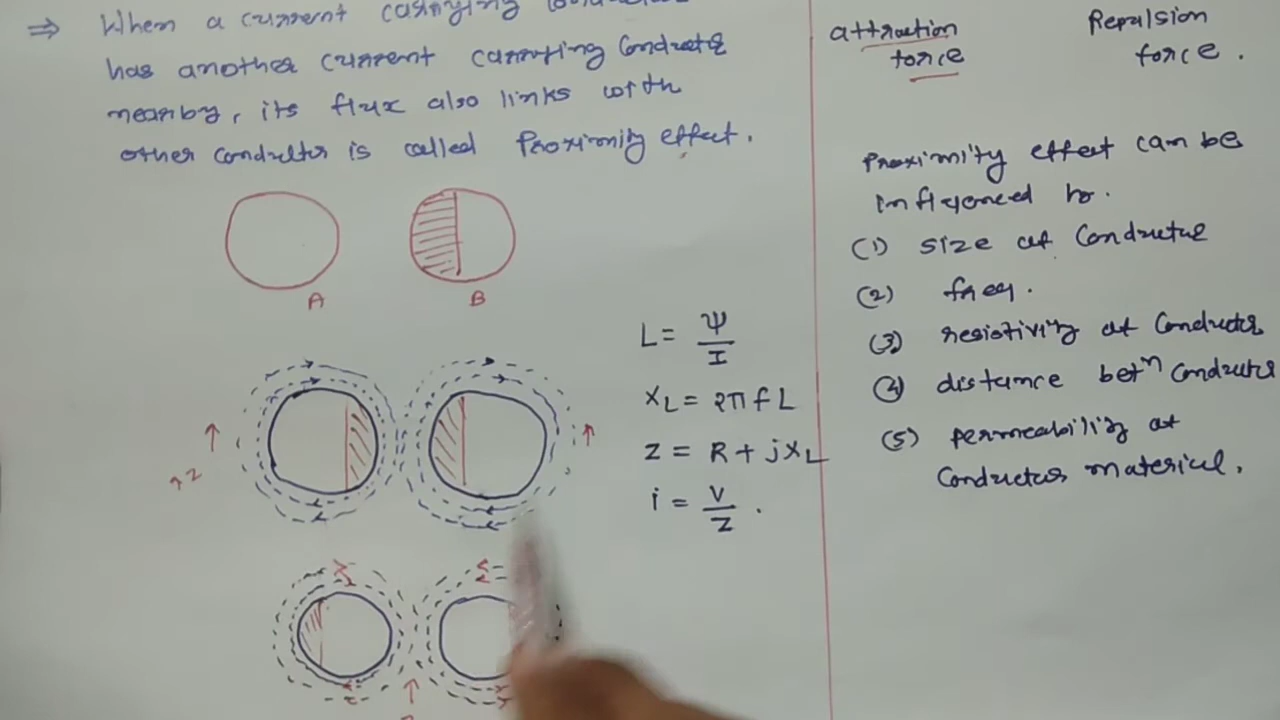 ⇒ When a current carrying
has another current carrying Conductor
nearby, its flux also links with
other conductor is called Proximity effect.
A
B
L = Ψ/I
XL = 2πfL
Z = R + jXL
i = V/Z .
↑z
attraction
force
Repulsion
force .
Proximity effect can be
influenced by.
(1) size of Conductor
(2) freq.
(3) resistivity of Conductor
(4) distance betn Conductor
(5) permeability of
Conductor material.